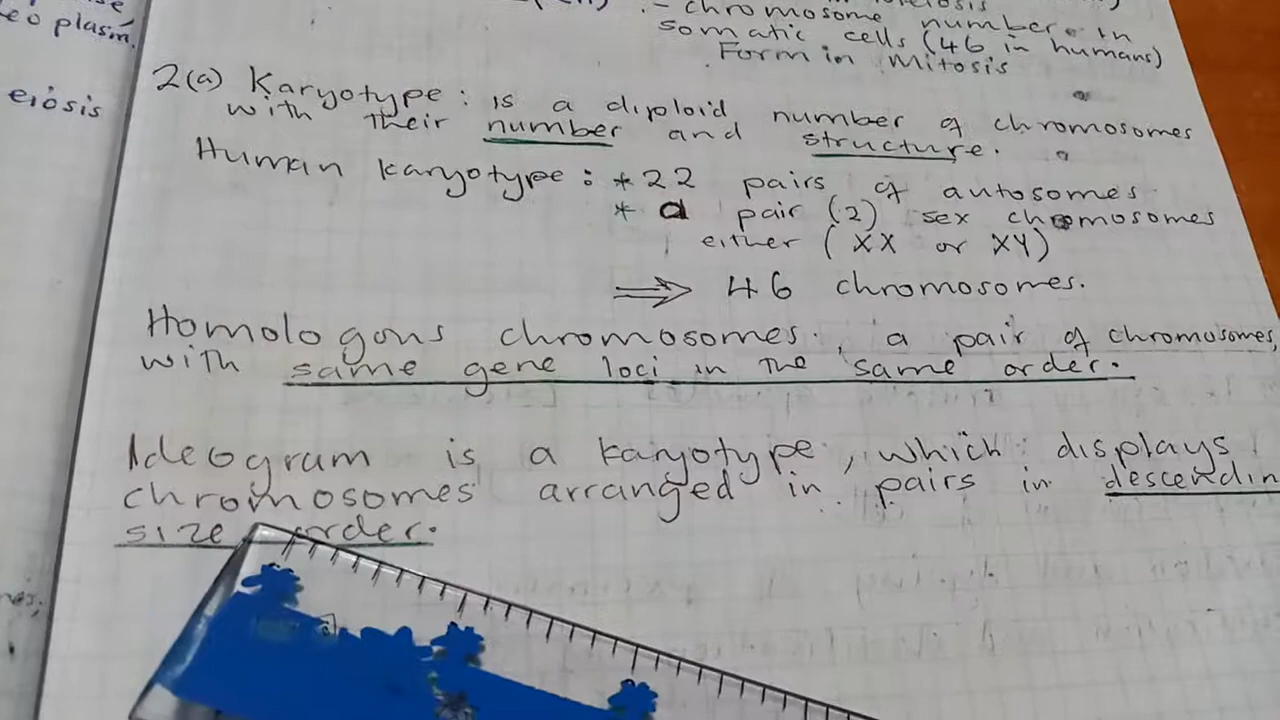 eo plasm.
eiosis
- chromosome number in
somatic cells (46 in humans)
Form in Mitosis
2(a) Karyotype: is a diploid number of chromosomes
with their number and structure.
Human karyotype: * 22 pairs of autosomes
* a pair (2) sex chromosomes
either (XX or XY)
⇒ 46 chromosomes.
Homologous chromosomes, a pair of chromosomes,
with same gene loci in the same order.
Ideogram is a karyotype, which displays
chromosomes arranged in pairs in descendin
size order.